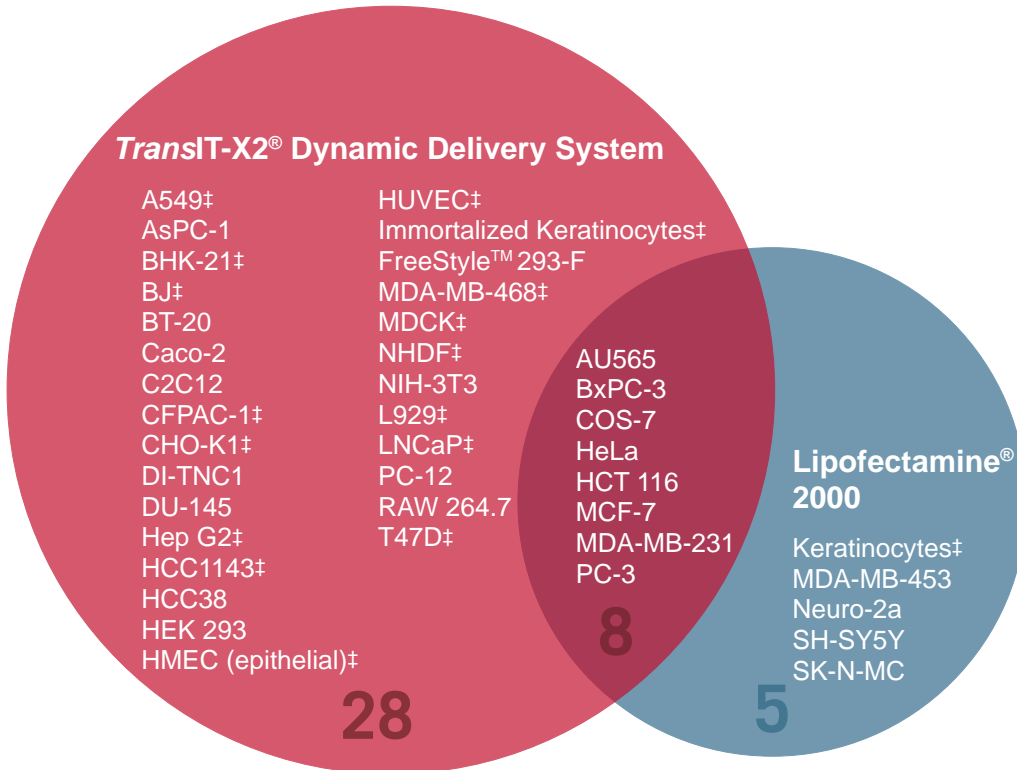 TransIT-X2® Dynamic Delivery System
A549‡
AsPC-1
BHK-21‡
BJ‡
BT-20
Caco-2
C2C12
CFPAC-1‡
CHO-K1‡
DI-TNC1
DU-145
Hep G2‡
HCC1143‡
HCC38
HEK 293
HMEC (epithelial)‡
HUVEC‡
Immortalized Keratinocytes‡
FreeStyle™ 293-F
MDA-MB-468‡
MDCK‡
NHDF‡
NIH-3T3
L929‡
LNCaP‡
PC-12
RAW 264.7
T47D‡
28
AU565
BxPC-3
COS-7
HeLa
HCT 116
MCF-7
MDA-MB-231
PC-3
8
Lipofectamine®
2000
Keratinocytes‡
MDA-MB-453
Neuro-2a
SH-SY5Y
SK-N-MC
5